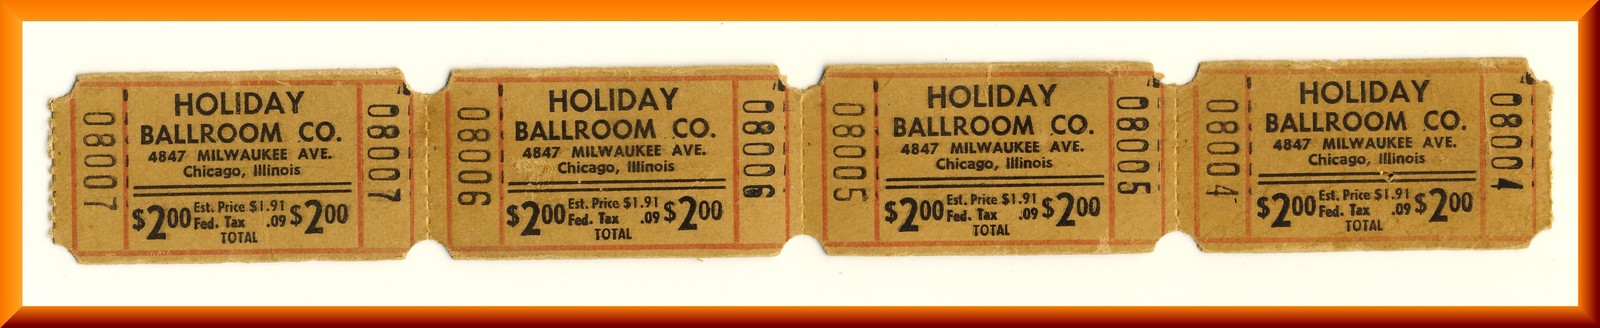 08007
HOLIDAY
BALLROOM CO.
4847 MILWAUKEE AVE.
Chicago, Illinois
$2.00 Est. Price $1.91 $2.00
Fed. Tax .09
TOTAL
08007
08006
HOLIDAY
BALLROOM CO.
4847 MILWAUKEE AVE.
Chicago, Illinois
$2.00 Est. Price $1.91 $2.00
Fed. Tax .09
TOTAL
08006
08005
HOLIDAY
BALLROOM CO.
4847 MILWAUKEE AVE.
Chicago, Illinois
$2.00 Est. Price $1.91 $2.00
Fed. Tax .09
TOTAL
08005
08004
HOLIDAY
BALLROOM CO.
4847 MILWAUKEE AVE.
Chicago, Illinois
$2.00 Est. Price $1.91 $2.00
Fed. Tax .09
TOTAL
08004